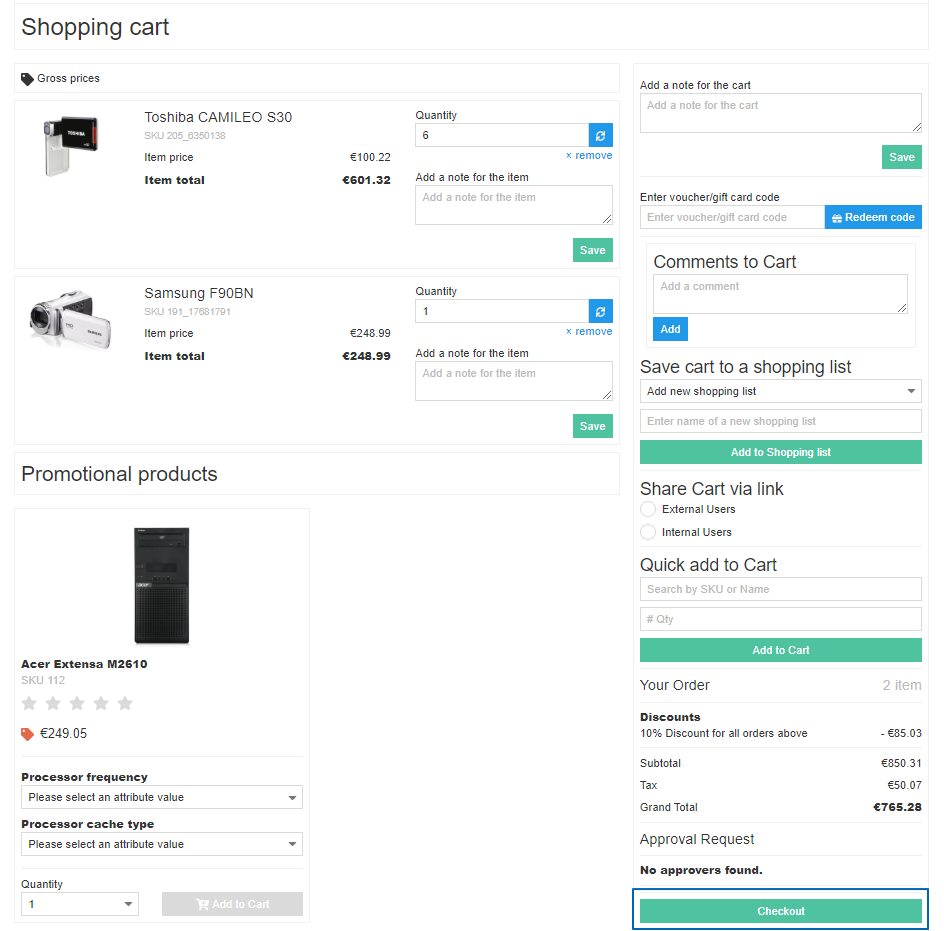 Shopping cart
Gross prices
TOSHIBA
Toshiba CAMILEO S30
SKU 205_6350138
Item price €100.22
Item total €601.32
Quantity
6
× remove
Add a note for the item
Add a note for the item
Save
Samsung F90BN
SKU 191_17681791
Item price €248.99
Item total €248.99
Quantity
1
× remove
Add a note for the item
Add a note for the item
Save
Promotional products
Acer Extensa M2610
SKU 112
€249.05
Processor frequency
Please select an attribute value
Processor cache type
Please select an attribute value
Quantity
1
Add to Cart
Add a note for the cart
Add a note for the cart
Save
Enter voucher/gift card code
Enter voucher/gift card code
Redeem code
Comments to Cart
Add a comment
Add
Save cart to a shopping list
Add new shopping list
Enter name of a new shopping list
Add to Shopping list
Share Cart via link
External Users
Internal Users
Quick add to Cart
Search by SKU or Name
# Qty
Add to Cart
Your Order 2 item
Discounts
10% Discount for all orders above - €85.03
Subtotal €850.31
Tax €50.07
Grand Total €765.28
Approval Request
No approvers found.
Checkout